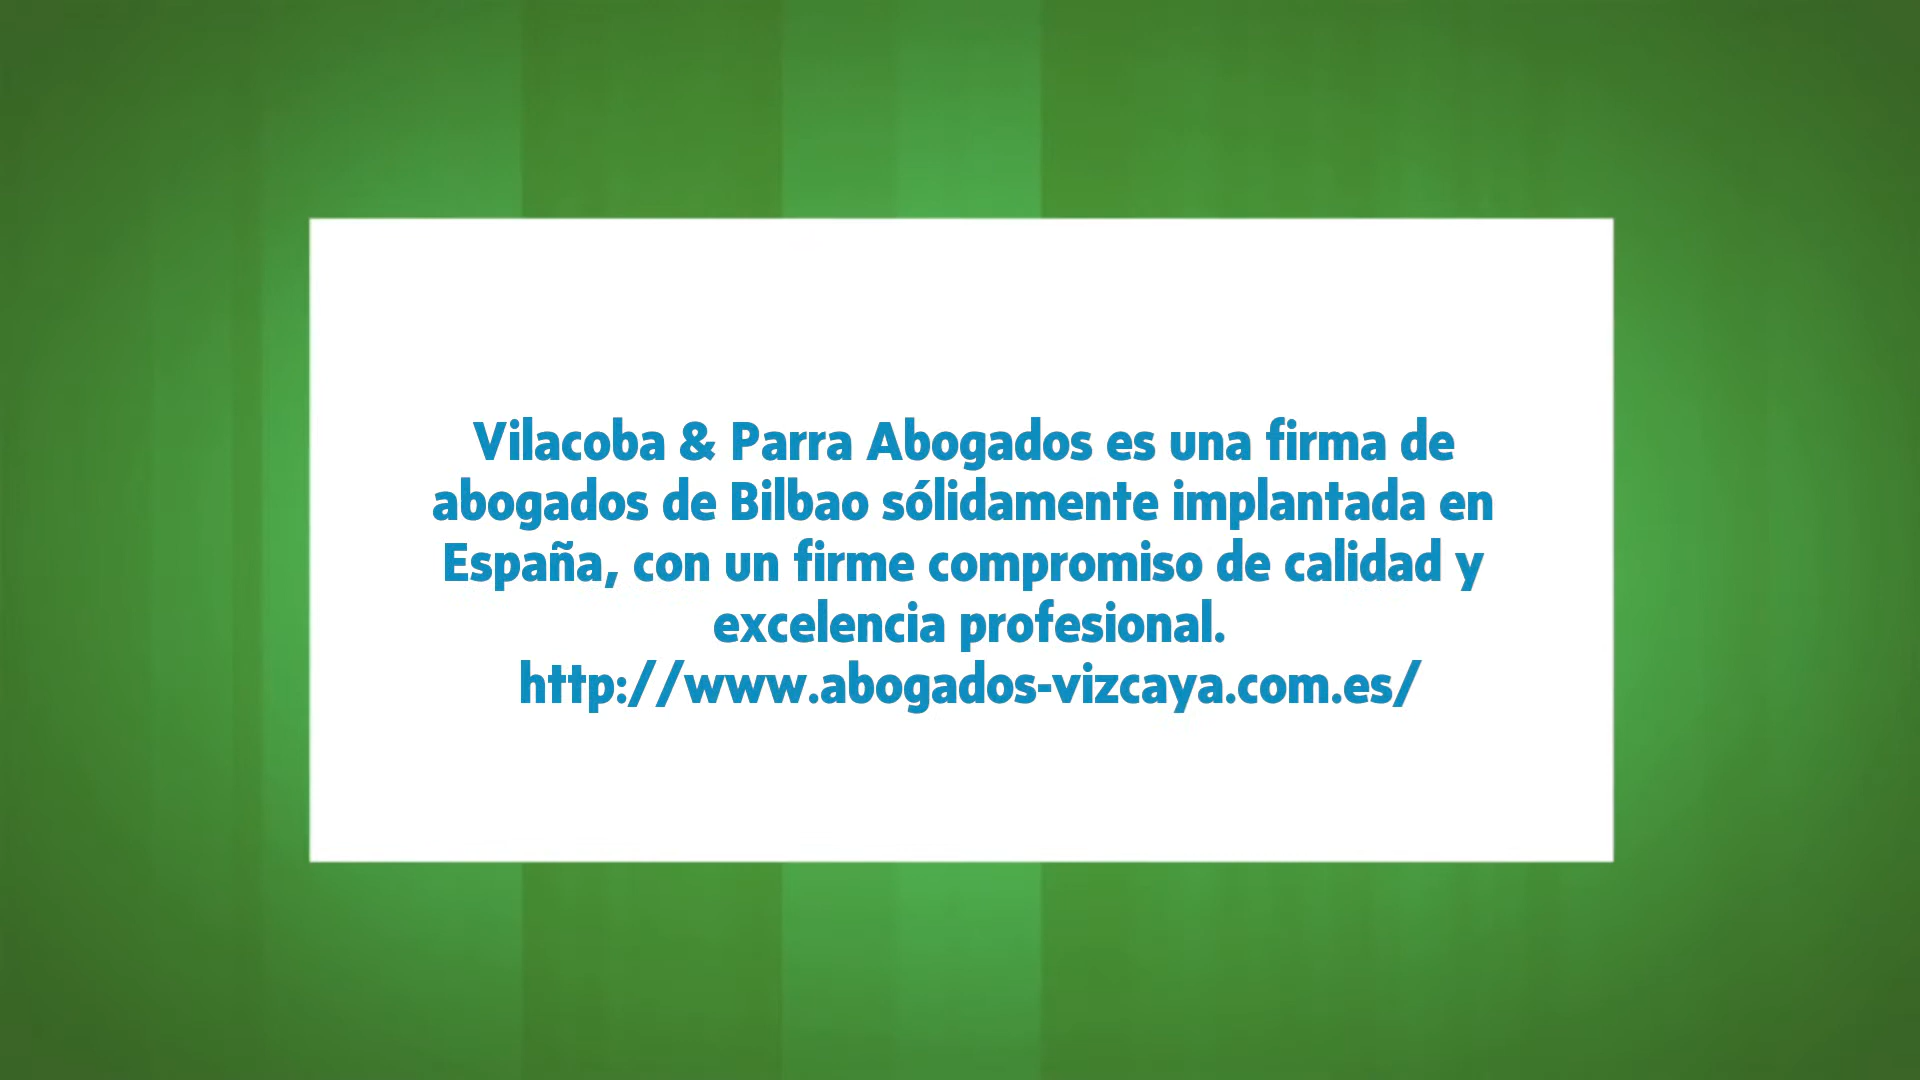 Vilacoba & Parra Abogados es una firma de
abogados de Bilbao sólidamente implantada en
España, con un firme compromiso de calidad y
excelencia profesional.
http://www.abogados-vizcaya.com.es/